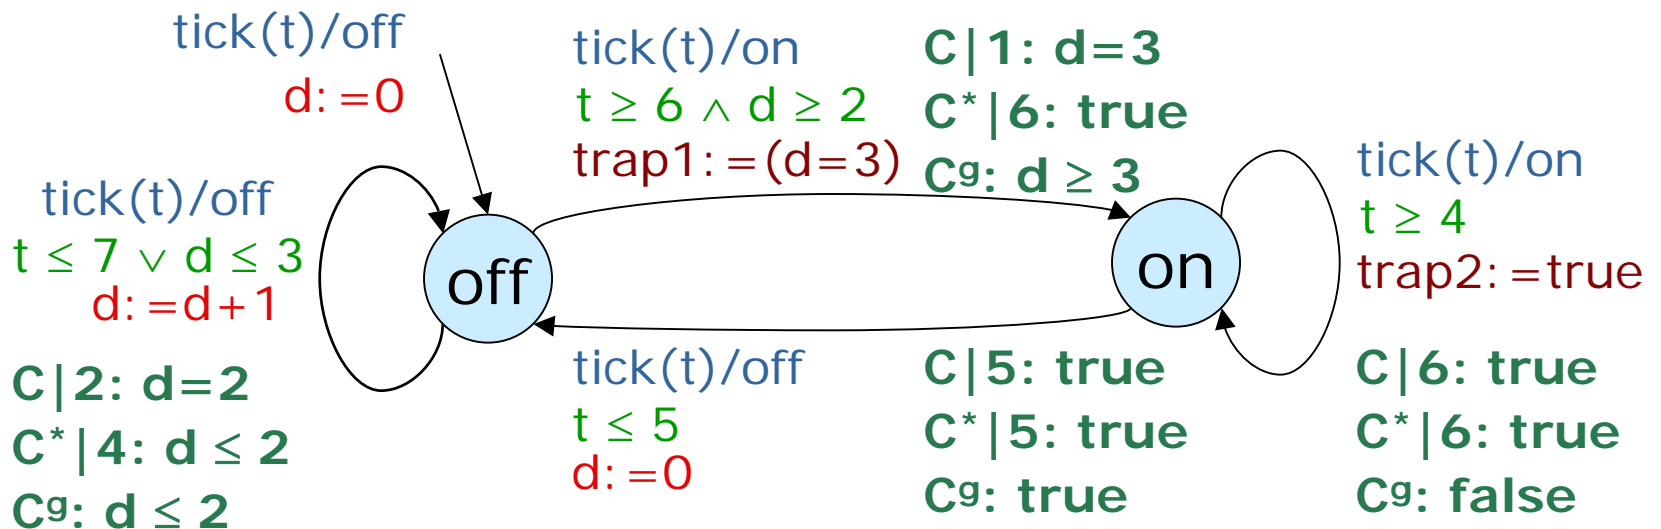 tick(t)/off
d:=0
tick(t)/on
t ≥ 6 ∧ d ≥ 2
trap1:=(d=3)
C|1: d=3
C*|6: true
Cg: d ≥ 3
tick(t)/on
t ≥ 4
trap2:=true
tick(t)/off
t ≤ 7 ∨ d ≤ 3
d:=d+1
off
on
C|2: d=2
C*|4: d ≤ 2
Cg: d ≤ 2
tick(t)/off
t ≤ 5
d:=0
C|5: true
C*|5: true
Cg: true
C|6: true
C*|6: true
Cg: false